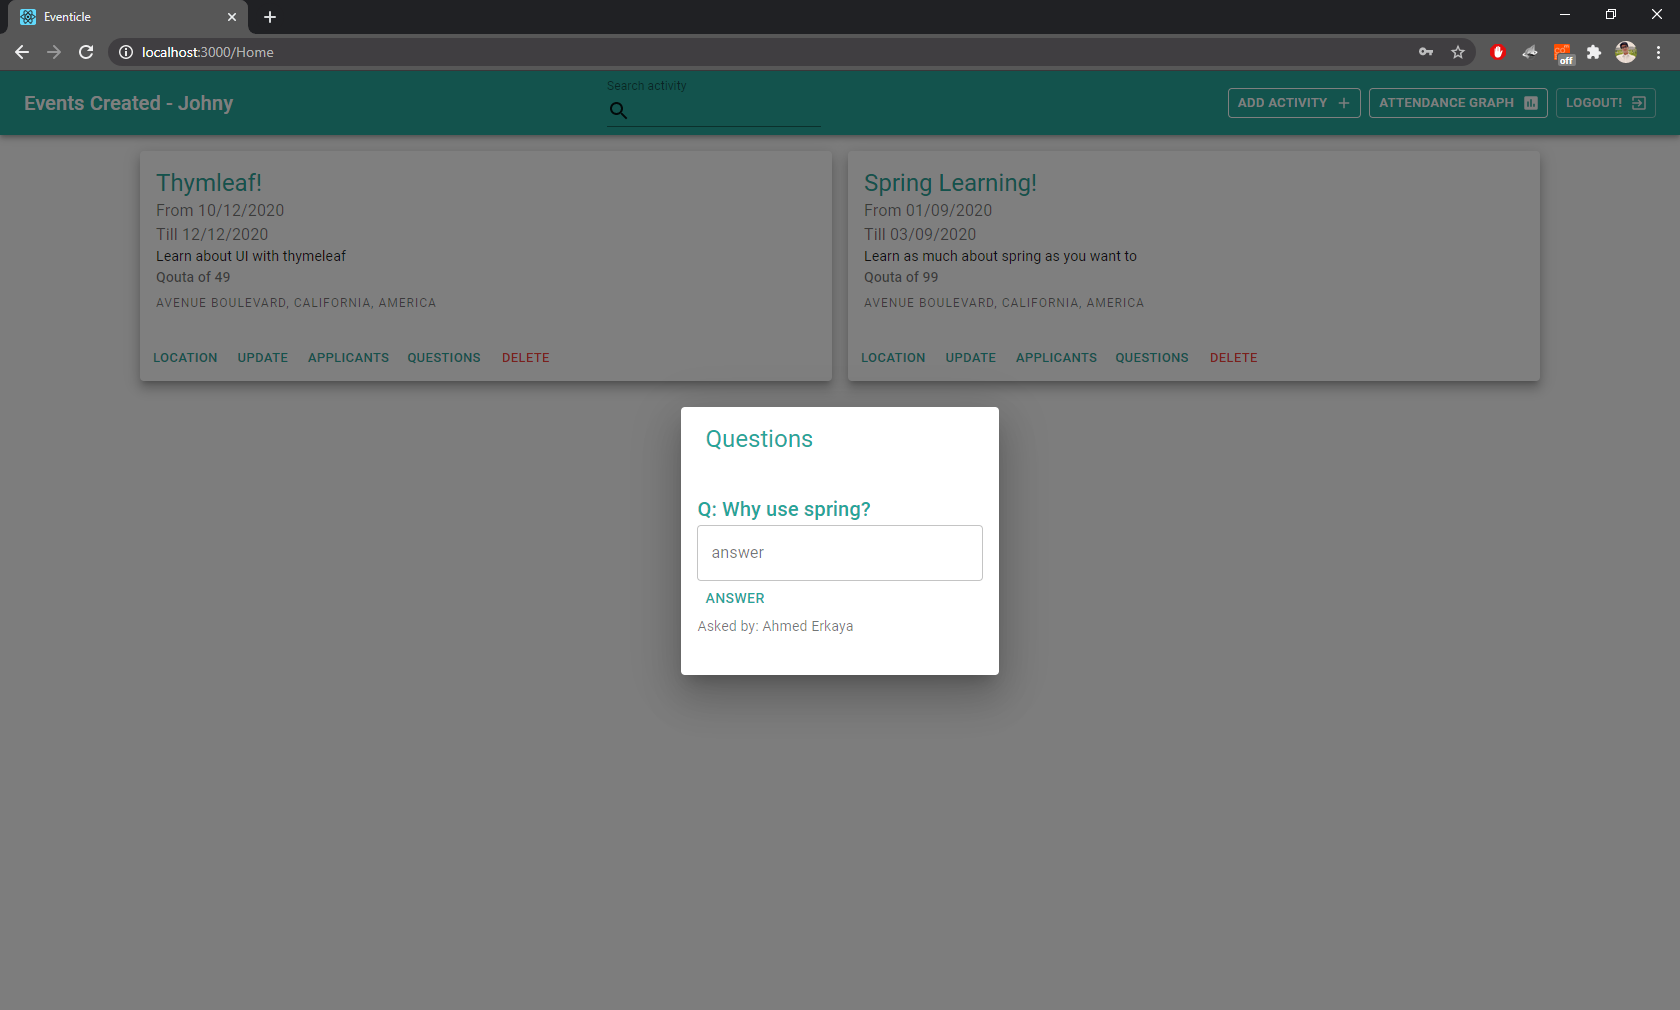 Eventicle
localhost:3000/Home
off
Events Created - Johny
Search activity
ADD ACTIVITY
ATTENDANCE GRAPH
LOGOUT!
Thymleaf!
From 10/12/2020
Till 12/12/2020
Learn about UI with thymeleaf
Qouta of 49
AVENUE BOULEVARD, CALIFORNIA, AMERICA
LOCATION UPDATE APPLICANTS QUESTIONS DELETE
Spring Learning!
From 01/09/2020
Till 03/09/2020
Learn as much about spring as you want to
Qouta of 99
AVENUE BOULEVARD, CALIFORNIA, AMERICA
LOCATION UPDATE APPLICANTS QUESTIONS DELETE
Questions
Q: Why use spring?
answer
ANSWER
Asked by: Ahmed Erkaya